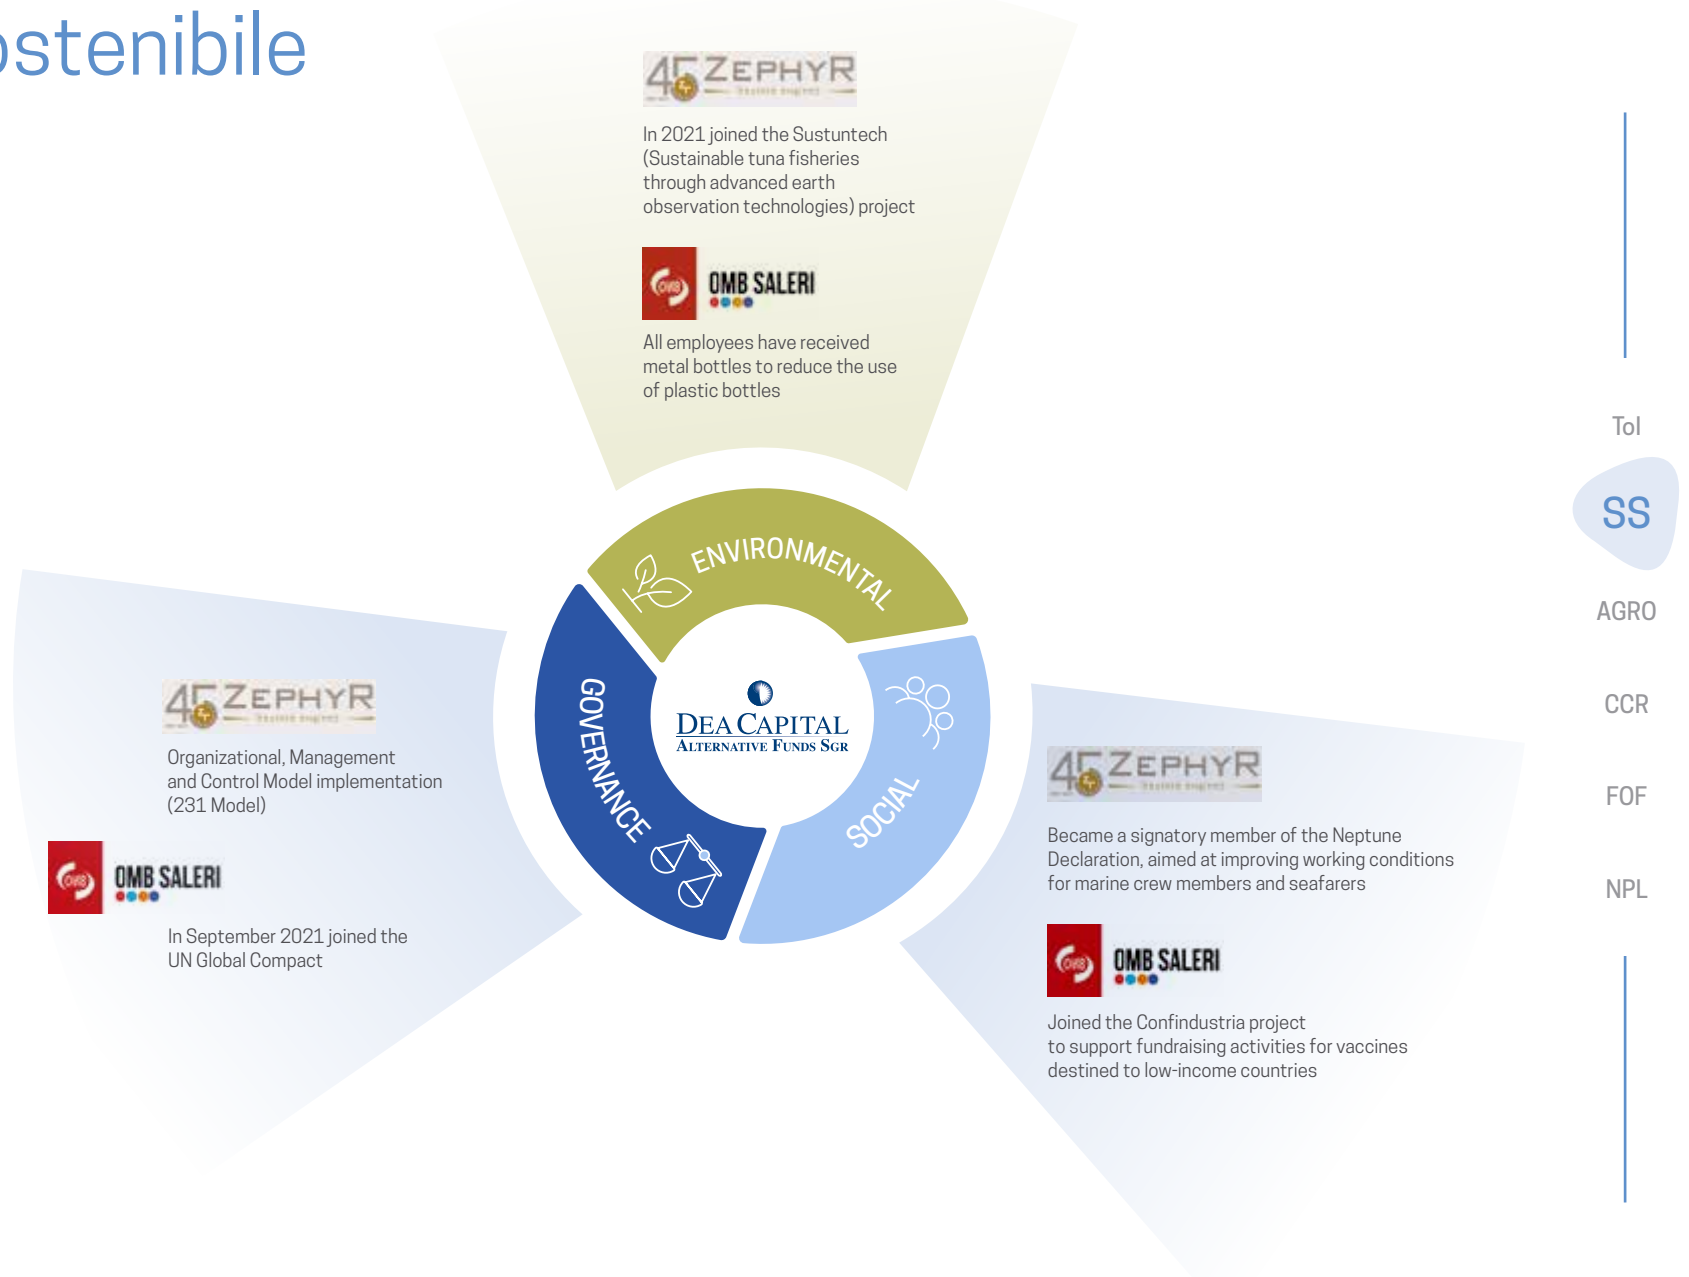 ostenibile
45 ZEPHYR
In 2021 joined the Sustuntech
(Sustainable tuna fisheries
through advanced earth
observation technologies) project
OMB SALERI
All employees have received
metal bottles to reduce the use
of plastic bottles
ENVIRONMENTAL
GOVERNANCE
SOCIAL
DEA CAPITAL
ALTERNATIVE FUNDS SGR
45 ZEPHYR
Organizational, Management
and Control Model implementation
(231 Model)
OMB SALERI
In September 2021 joined the
UN Global Compact
45 ZEPHYR
Became a signatory member of the Neptune
Declaration, aimed at improving working conditions
for marine crew members and seafarers
OMB SALERI
Joined the Confindustria project
to support fundraising activities for vaccines
destined to low-income countries
ToI
SS
AGRO
CCR
FOF
NPL